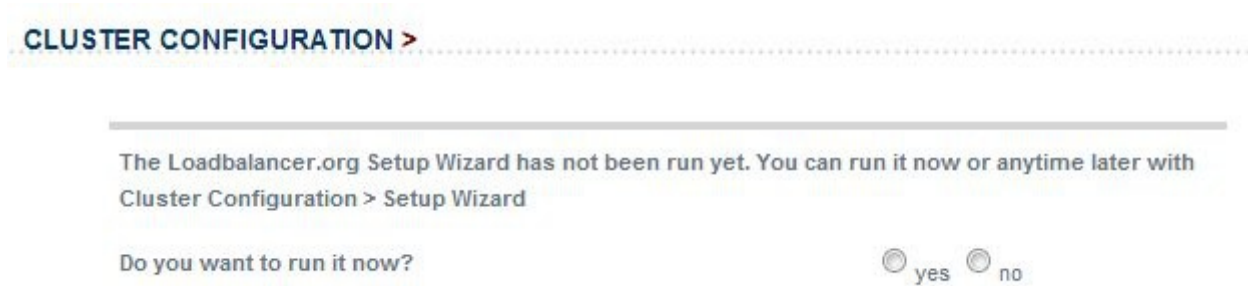 CLUSTER CONFIGURATION >
The Loadbalancer.org Setup Wizard has not been run yet. You can run it now or anytime later with
Cluster Configuration > Setup Wizard
Do you want to run it now? yes no